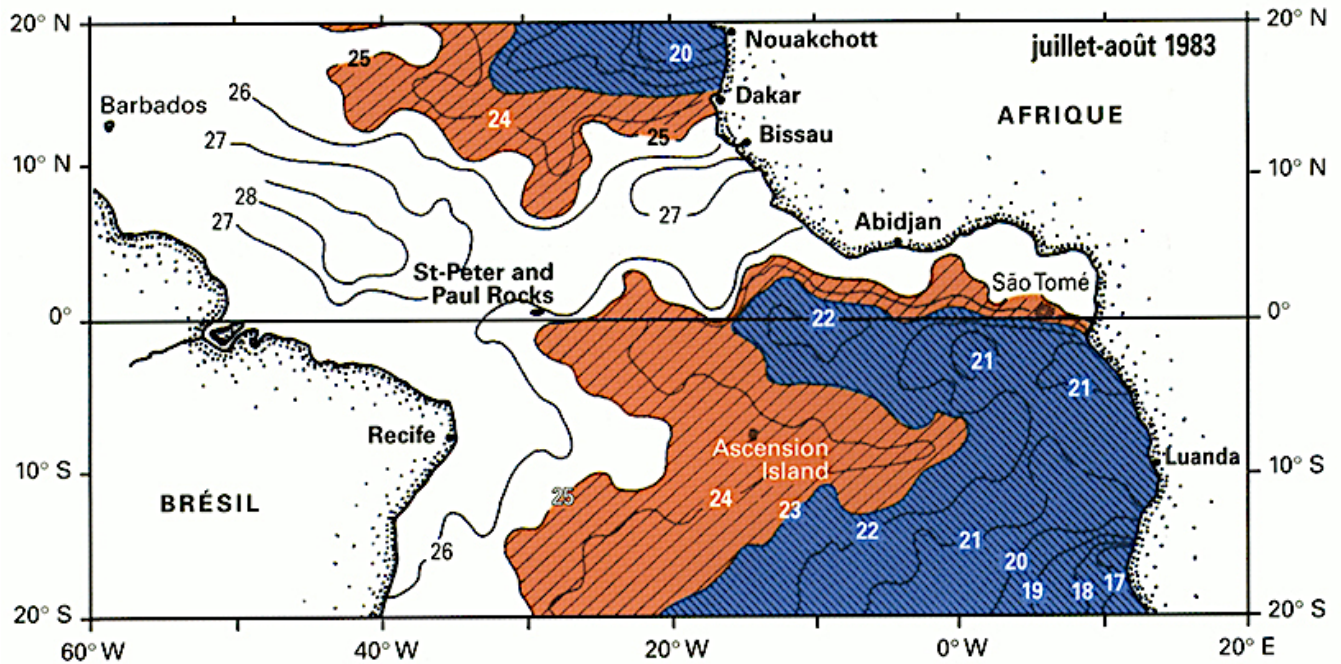 20° N
20° N
juillet-août 1983
Nouakchott
20
25
26
Barbados
24
Dakar
AFRIQUE
25
Bissau
27
10° N
10° N
28
27
27
Abidjan
St-Peter and
Paul Rocks
São Tomé
0°
0°
22
21
21
Recife
Ascension
Island
Luanda
10° S
10° S
BRÉSIL
25
24
23
22
21
26
20
19
18
17
20° S
20° S
60° W
40° W
20° W
0° W
20° E